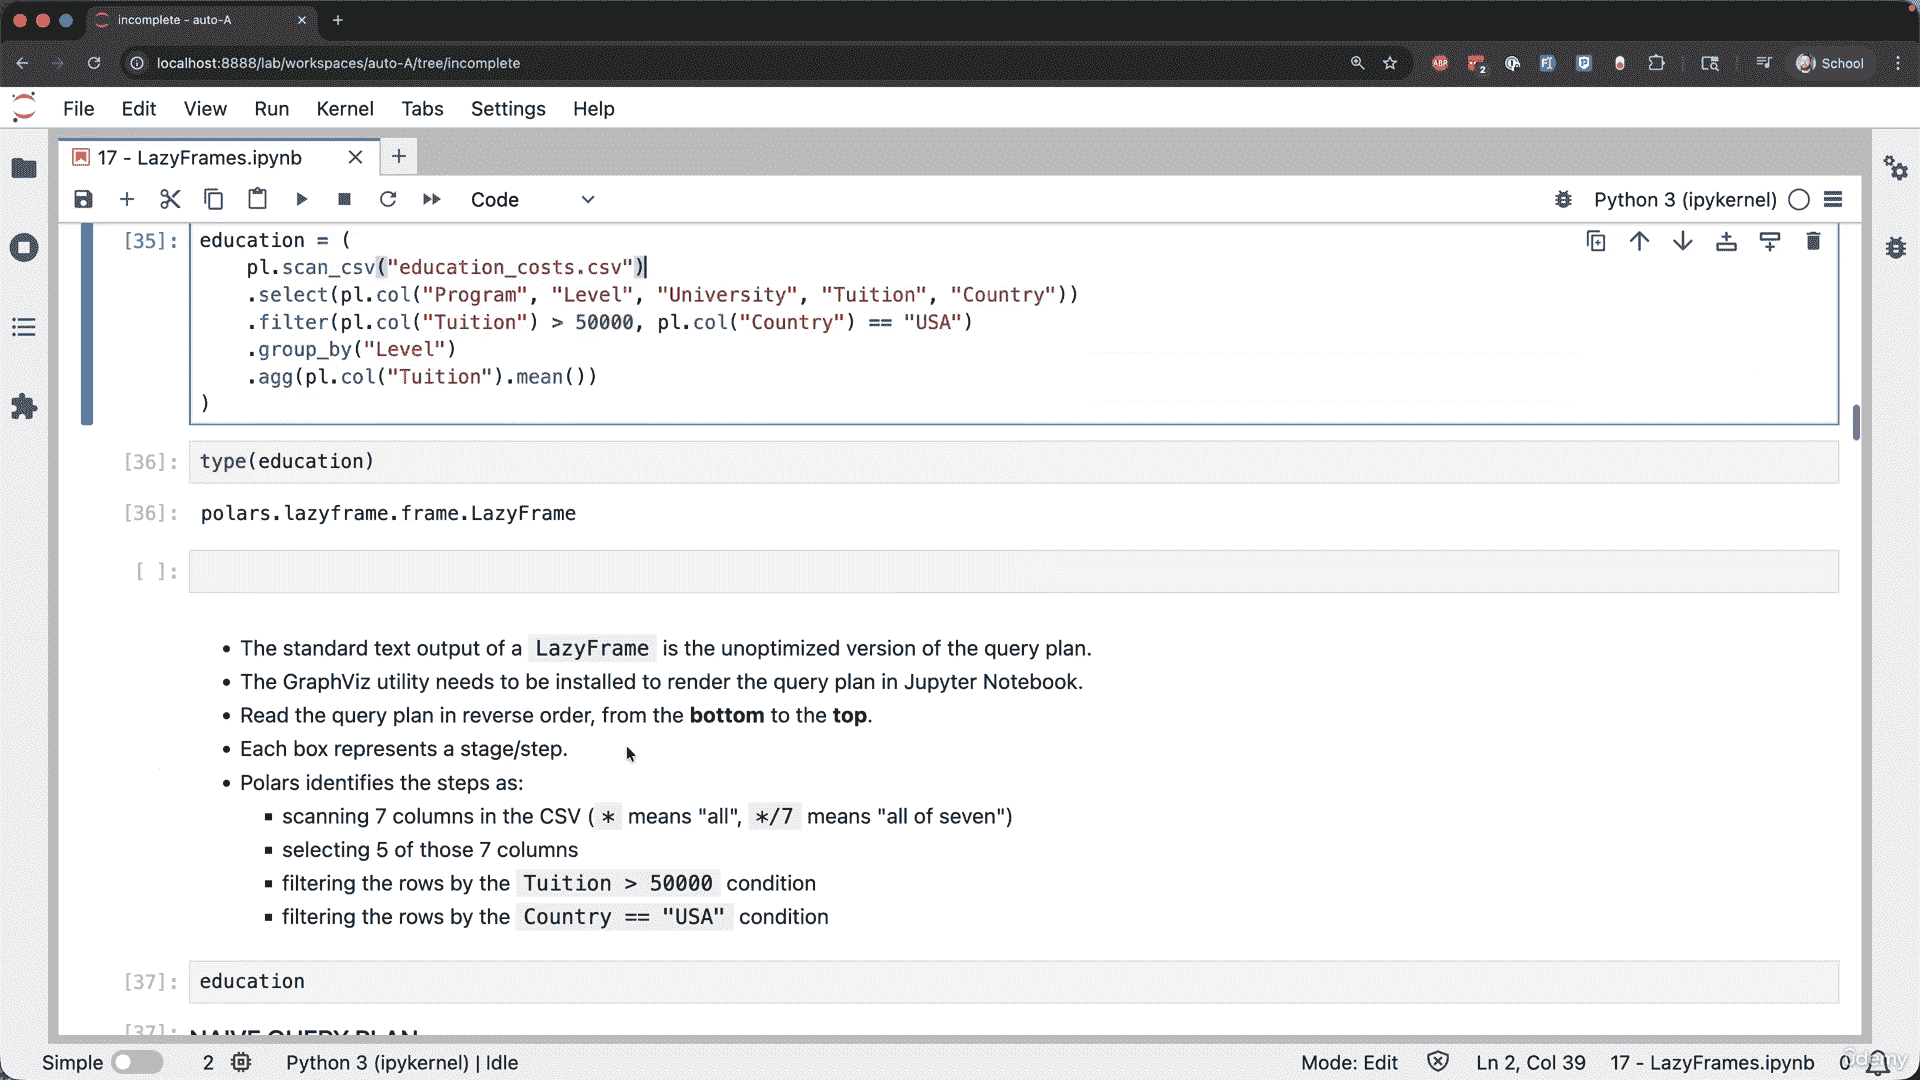 incomplete - auto-A
localhost:8888/lab/workspaces/auto-A/tree/incomplete
ABP
2
School
File Edit View Run Kernel Tabs Settings Help
17 - LazyFrames.ipynb
Code
Python 3 (ipykernel)
[35]: education = (
pl.scan_csv("education_costs.csv")
.select(pl.col("Program", "Level", "University", "Tuition", "Country"))
.filter(pl.col("Tuition") > 50000, pl.col("Country") == "USA")
.group_by("Level")
.agg(pl.col("Tuition").mean())
)
[36]: type(education)
[36]: polars.lazyframe.frame.LazyFrame
[ ]:
• The standard text output of a LazyFrame is the unoptimized version of the query plan.
• The GraphViz utility needs to be installed to render the query plan in Jupyter Notebook.
• Read the query plan in reverse order, from the bottom to the top.
• Each box represents a stage/step.
• Polars identifies the steps as:
▪ scanning 7 columns in the CSV ( * means "all", */7 means "all of seven")
▪ selecting 5 of those 7 columns
▪ filtering the rows by the Tuition > 50000 condition
▪ filtering the rows by the Country == "USA" condition
[37]: education
[37]: NAIVE QUERY PLAN
Simple 2 Python 3 (ipykernel) | Idle Mode: Edit Ln 2, Col 39 17 - LazyFrames.ipynb 0
Udemy